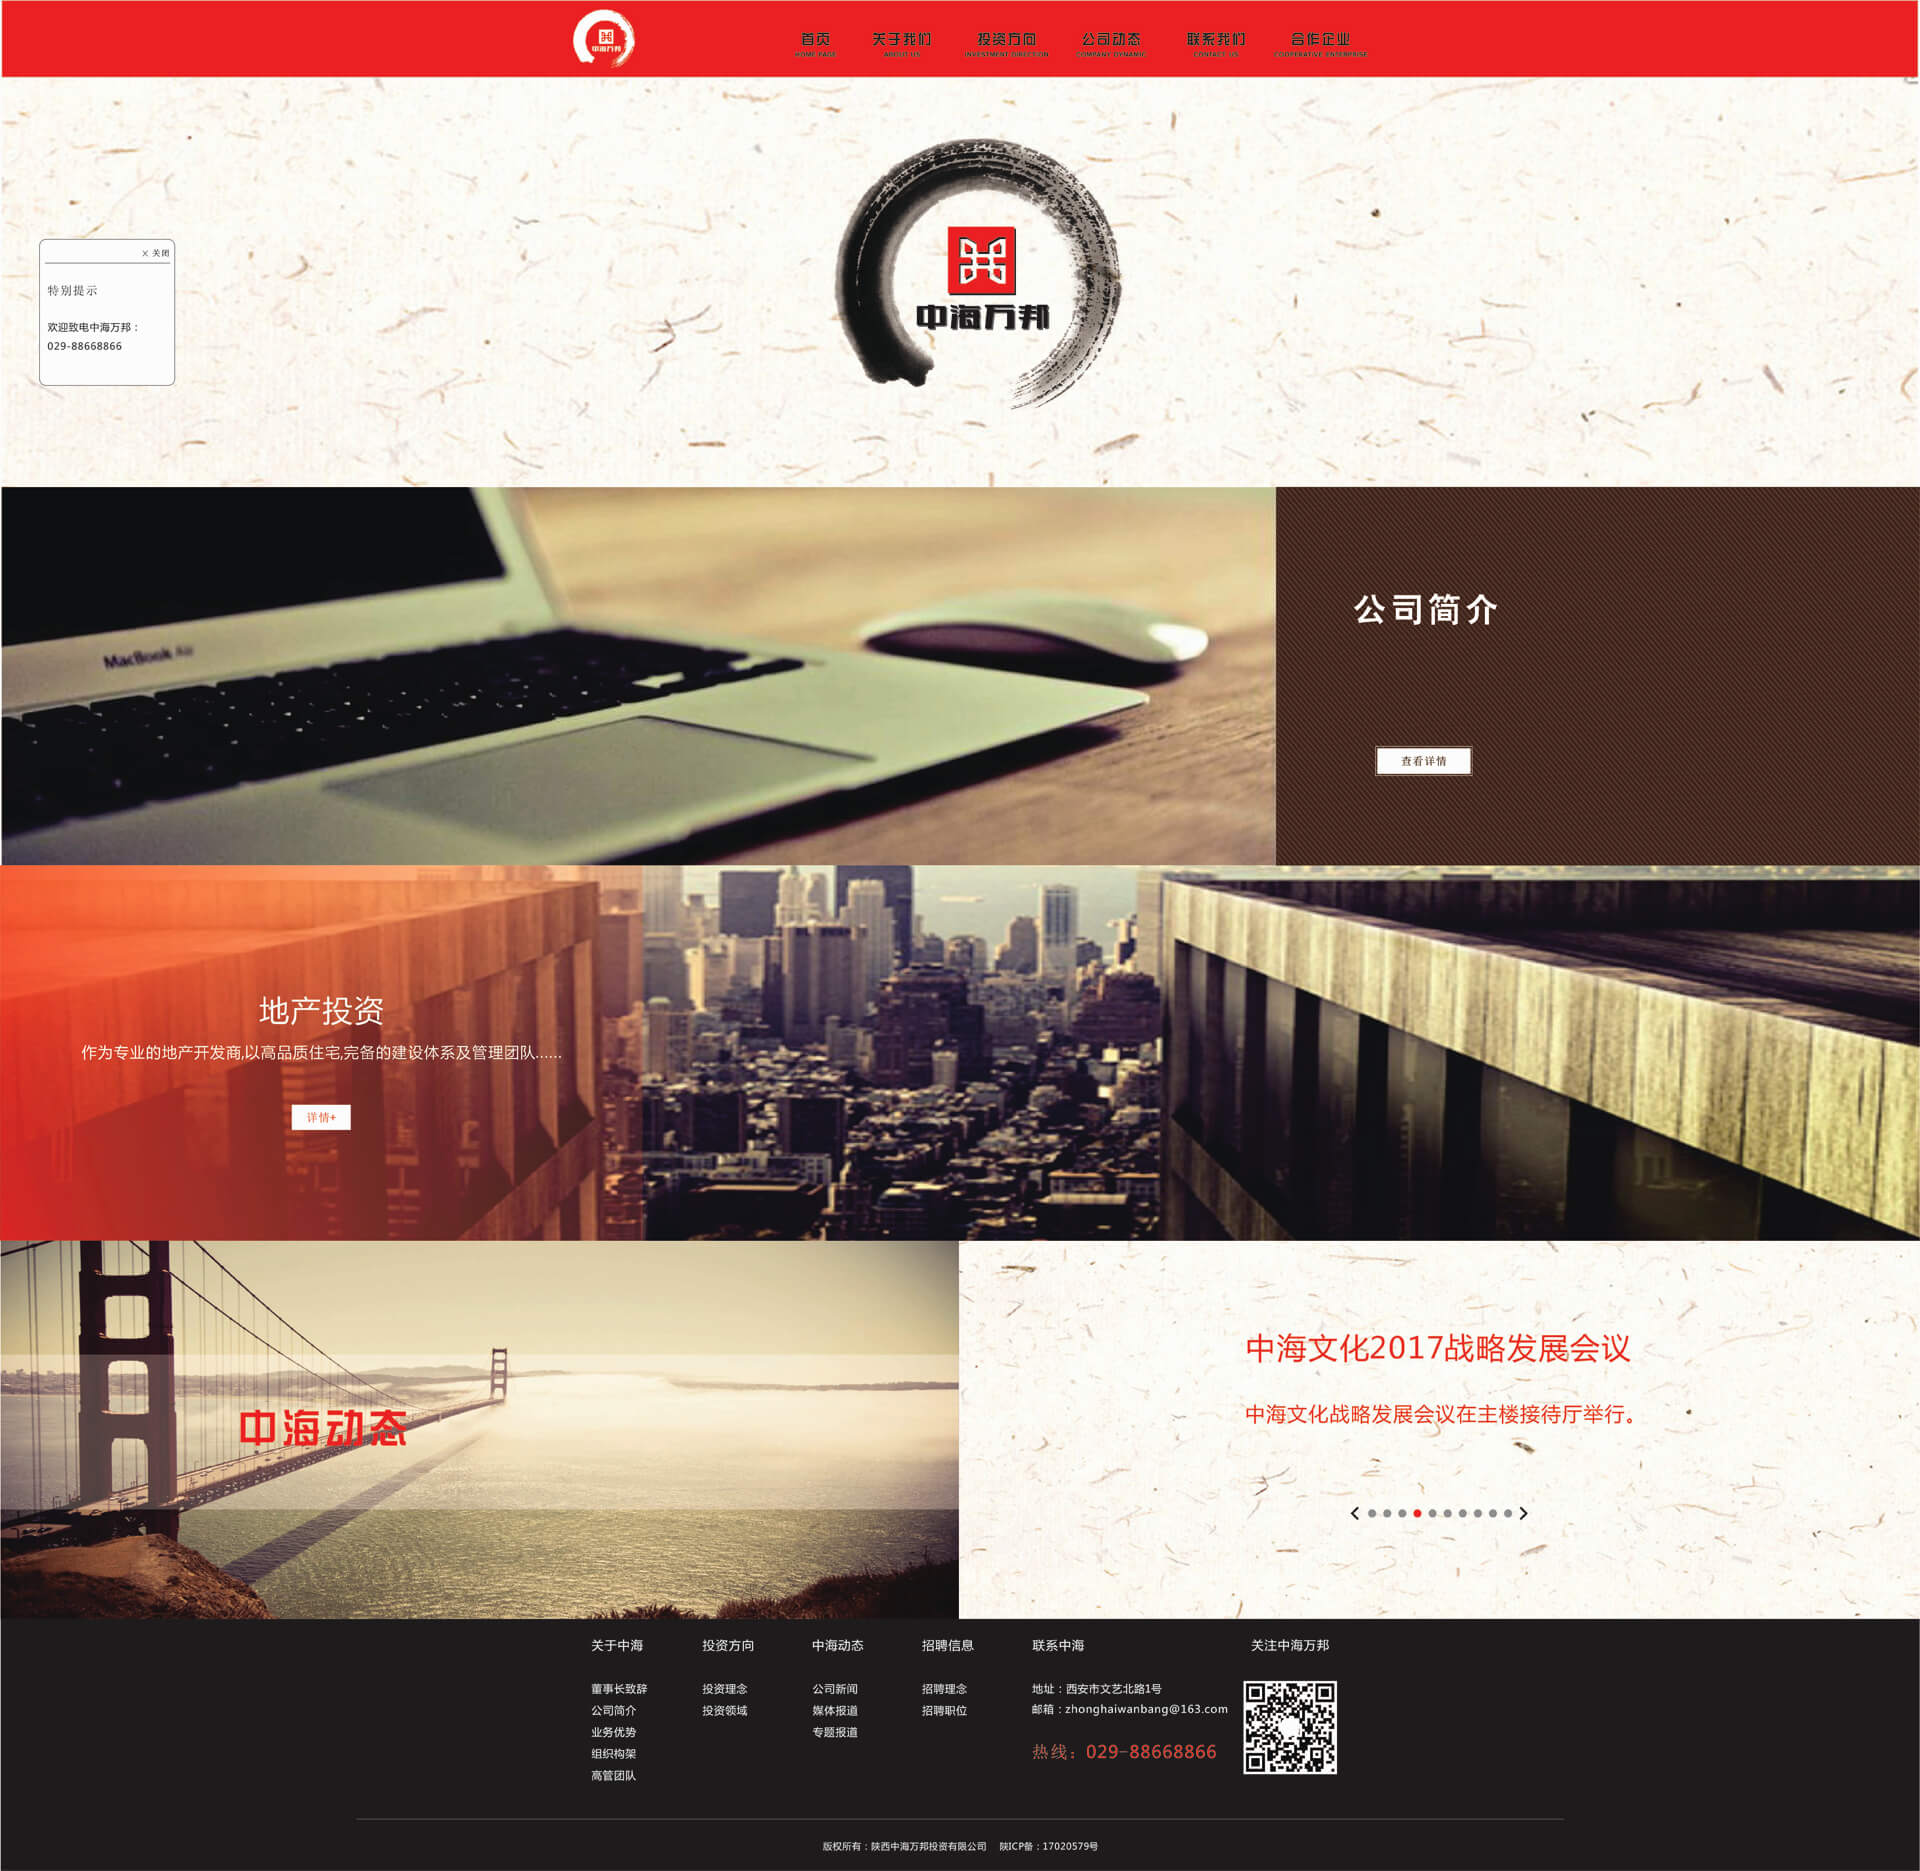 中海万邦
首页
HOME PAGE
关于我们
ABOUT US
投资方向
INVESTMENT DIRECTION
公司动态
COMPANY DYNAMIC
联系我们
CONTACT US
合作企业
COOPERATIVE ENTERPRISE
中海万邦
× 关闭
特别提示
欢迎致电中海万邦：
029-88668866
MacBook Air
公司简介
查看详情
地产投资
作为专业的地产开发商,以高品质住宅,完备的建设体系及管理团队……
详情+
中海动态
中海文化2017战略发展会议
中海文化战略发展会议在主楼接待厅举行。
关于中海
董事长致辞
公司简介
业务优势
组织构架
高管团队
投资方向
投资理念
投资领域
中海动态
公司新闻
媒体报道
专题报道
招聘信息
招聘理念
招聘职位
联系中海
地址：西安市文艺北路1号
邮箱：zhonghaiwanbang@163.com
热线：029-88668866
关注中海万邦
版权所有：陕西中海万邦投资有限公司 陕ICP备：17020579号